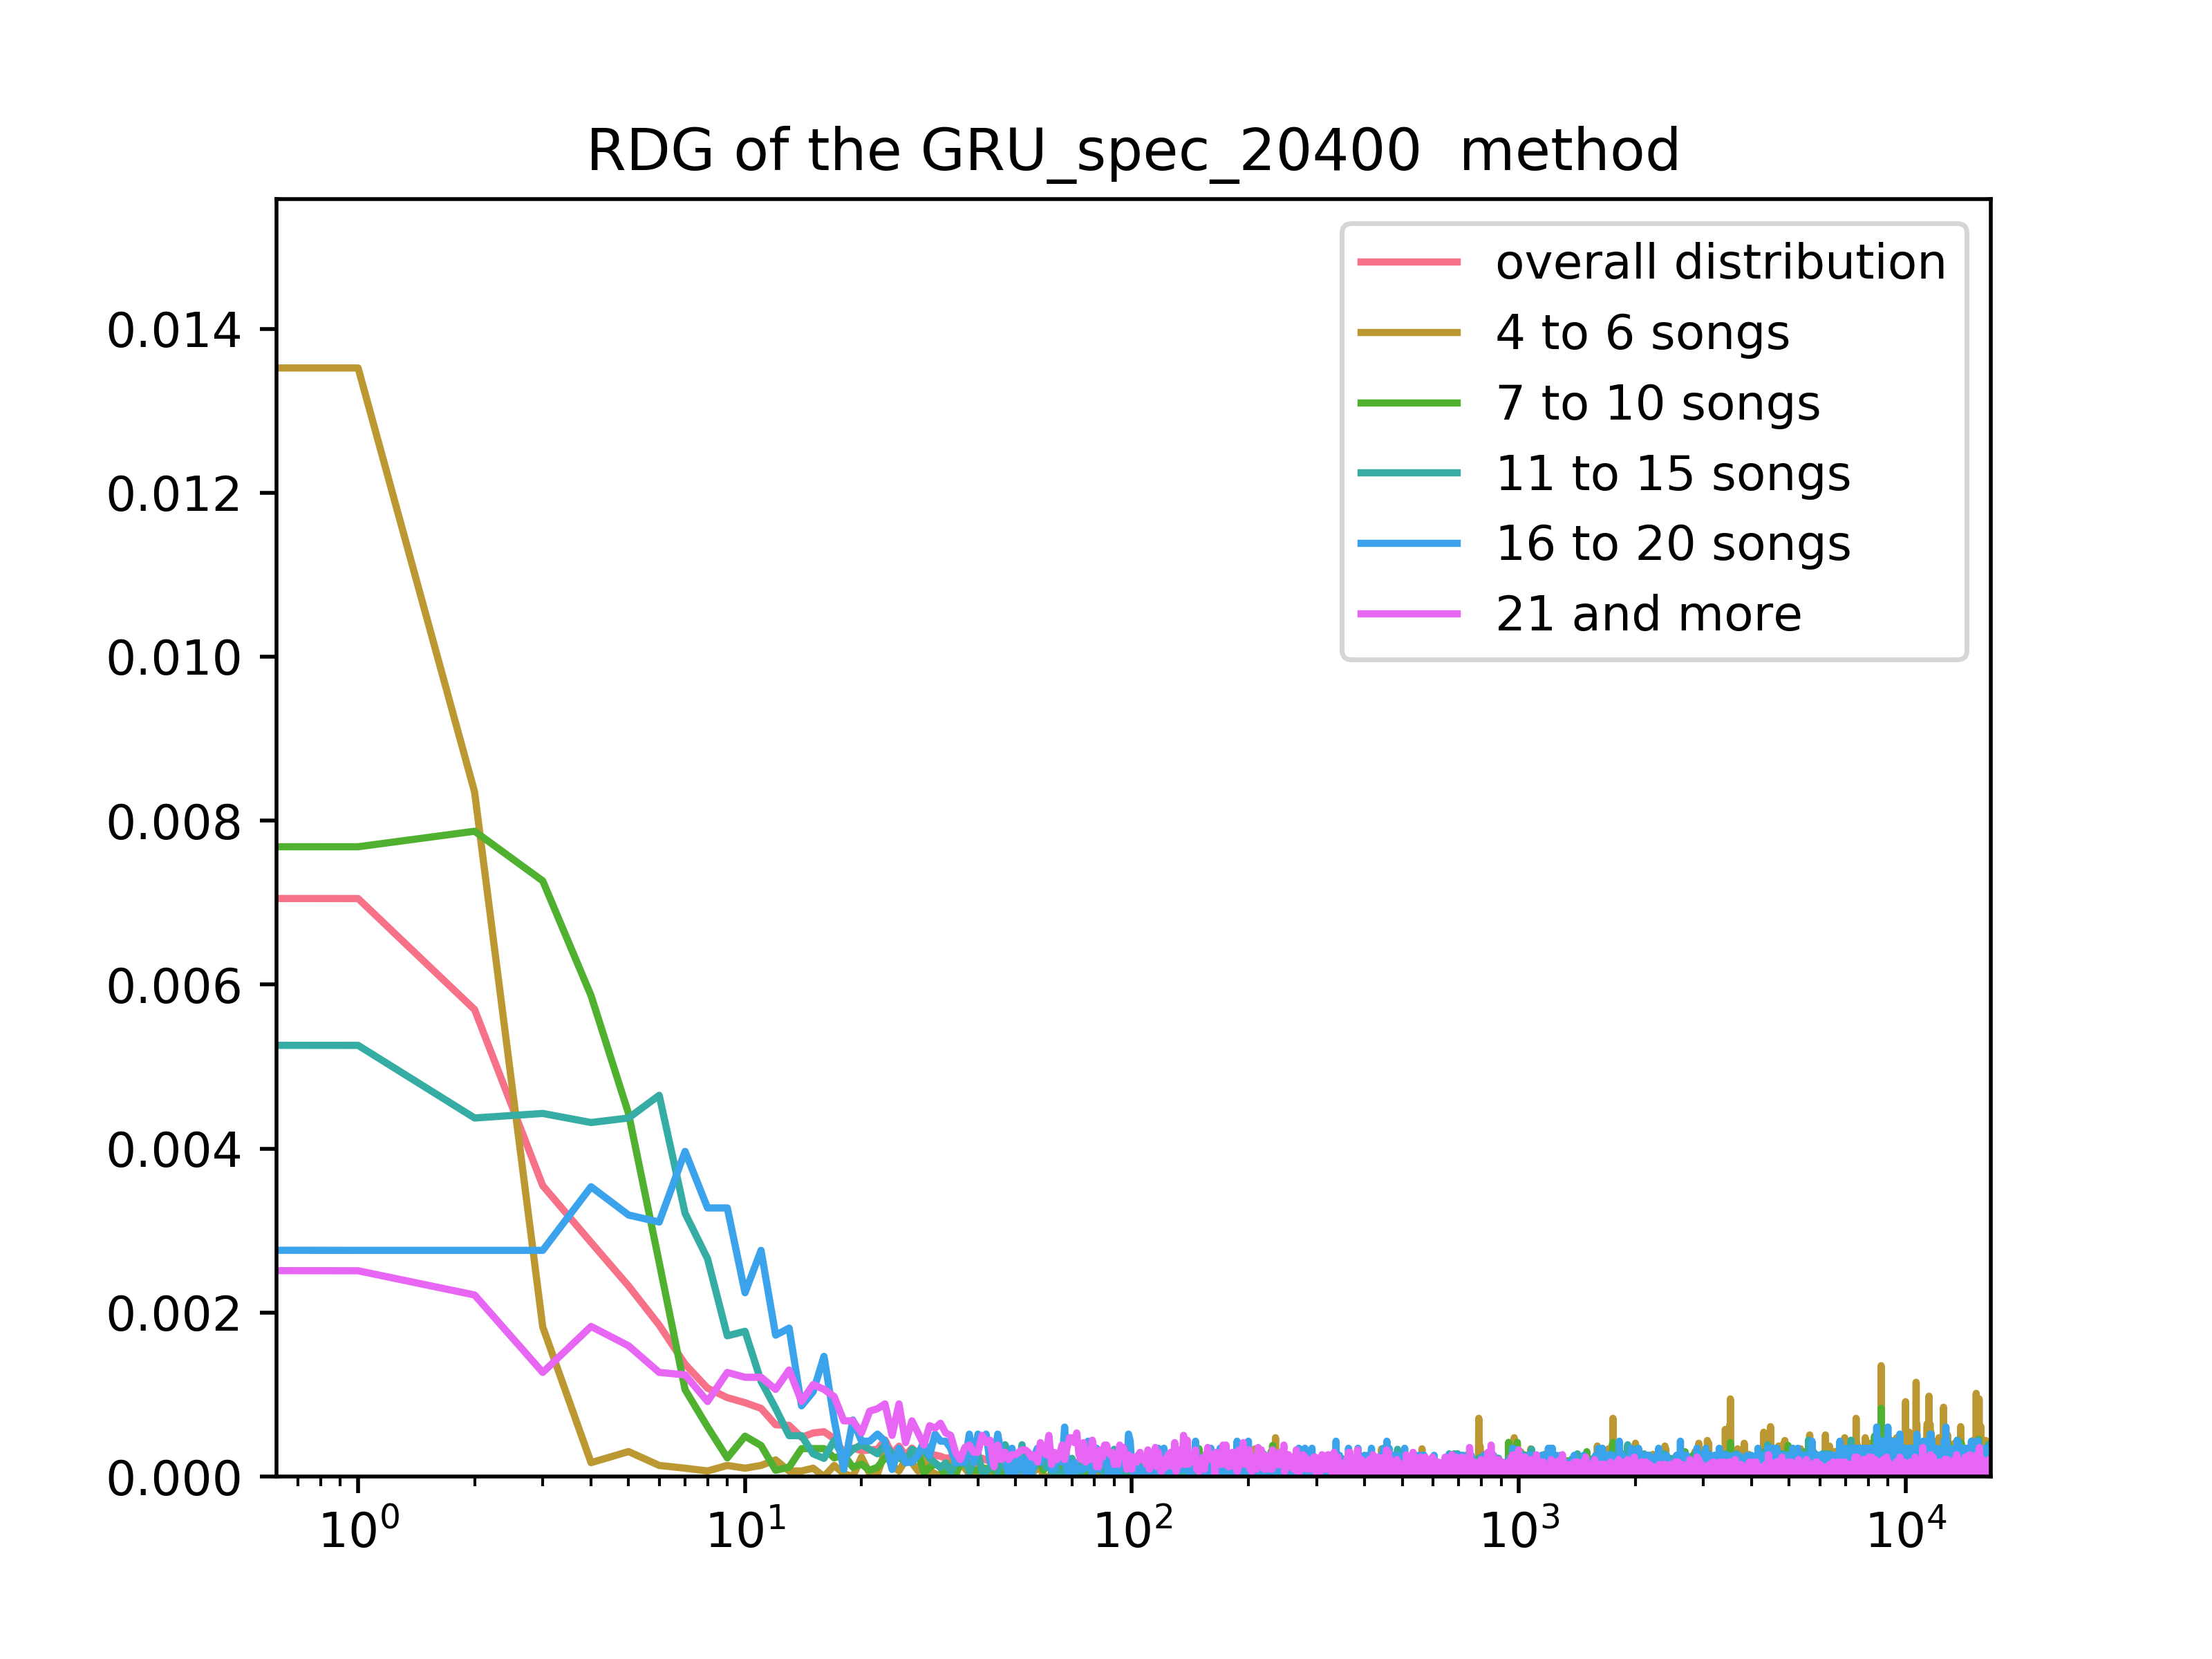 RDG of the GRU_spec_20400  method
overall distribution
4 to 6 songs
7 to 10 songs
11 to 15 songs
16 to 20 songs
21 and more
0.014
0.012
0.010
0.008
0.006
0.004
0.002
0.000
10⁰ 10¹ 10² 10³ 10⁴